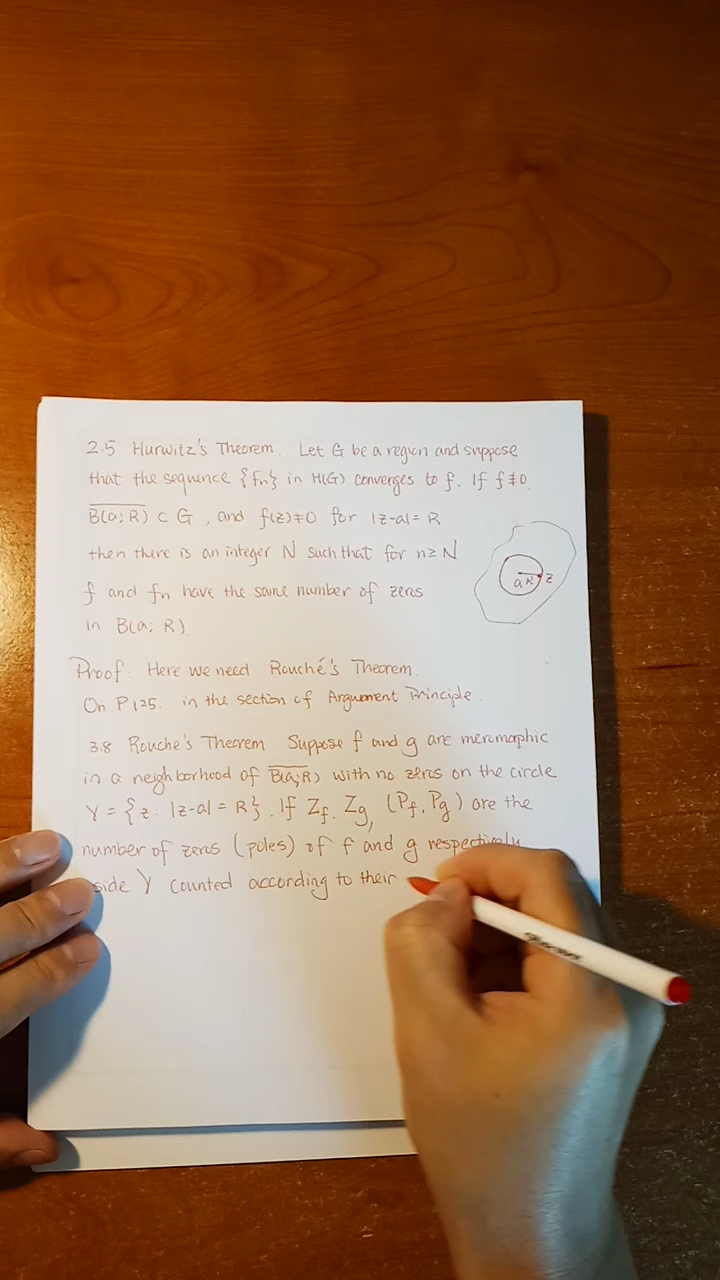 2.5 Hurwitz's Theorem. Let G be a region and suppose
that the sequence {fn} in H(G) converges to f. If f≢0,
B̅(̅a̅;̅ ̅R̅)̅ ⊂ G , and f(z)≠0 for |z-a|= R
then there is an integer N such that for n≥N
f and fn have the same number of zeros
in B(a; R)
a R z
Proof. Here we need Rouché's Theorem.
On P125. in the section of Argument Principle.
3.8 Rouche's Theorem Suppose f and g are meromorphic
in a neighborhood of B̅(̅a̅;̅R̅)̅ with no zeros on the circle
γ = {z: |z-a| = R}. If Zf, Zg, (Pf, Pg) are the
number of zeros (poles) of f and g respectively
side γ counted according to their